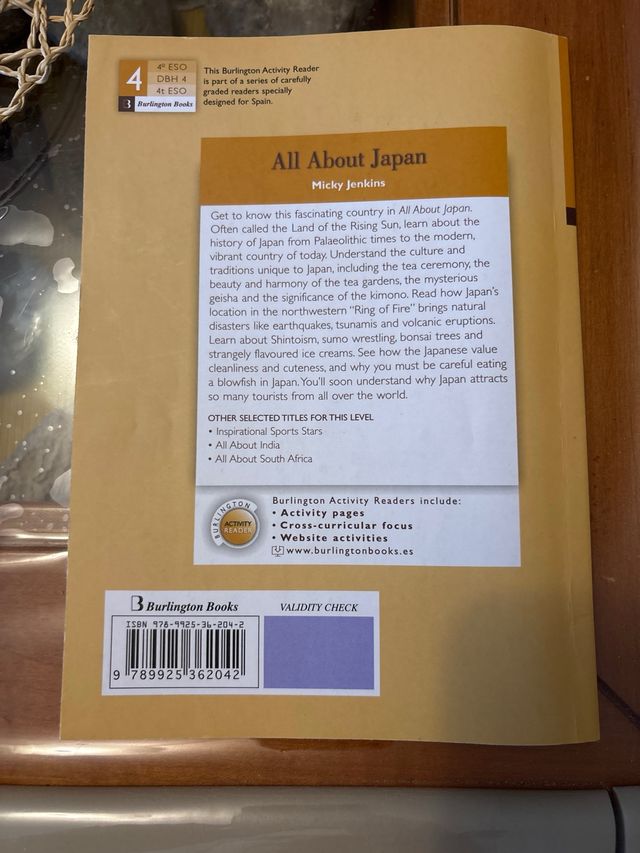 4
4º ESO
DBH 4
4t ESO
B Burlington Books
This Burlington Activity Reader
is part of a series of carefully
graded readers specially
designed for Spain.
All About Japan
Micky Jenkins
Get to know this fascinating country in All About Japan.
Often called the Land of the Rising Sun, learn about the
history of Japan from Palaeolithic times to the modern,
vibrant country of today. Understand the culture and
traditions unique to Japan, including the tea ceremony, the
beauty and harmony of the tea gardens, the mysterious
geisha and the significance of the kimono. Read how Japan's
location in the northwestern "Ring of Fire" brings natural
disasters like earthquakes, tsunamis and volcanic eruptions.
Learn about Shintoism, sumo wrestling, bonsai trees and
strangely flavoured ice creams. See how the Japanese value
cleanliness and cuteness, and why you must be careful eating
a blowfish in Japan. You'll soon understand why Japan attracts
so many tourists from all over the world.
OTHER SELECTED TITLES FOR THIS LEVEL
• Inspirational Sports Stars
• All About India
• All About South Africa
BURLINGTON
ACTIVITY
READER
Burlington Activity Readers include:
• Activity pages
• Cross-curricular focus
• Website activities
www.burlingtonbooks.es
B Burlington Books
VALIDITY CHECK
ISBN 978-9925-36-204-2
9 789925 362042